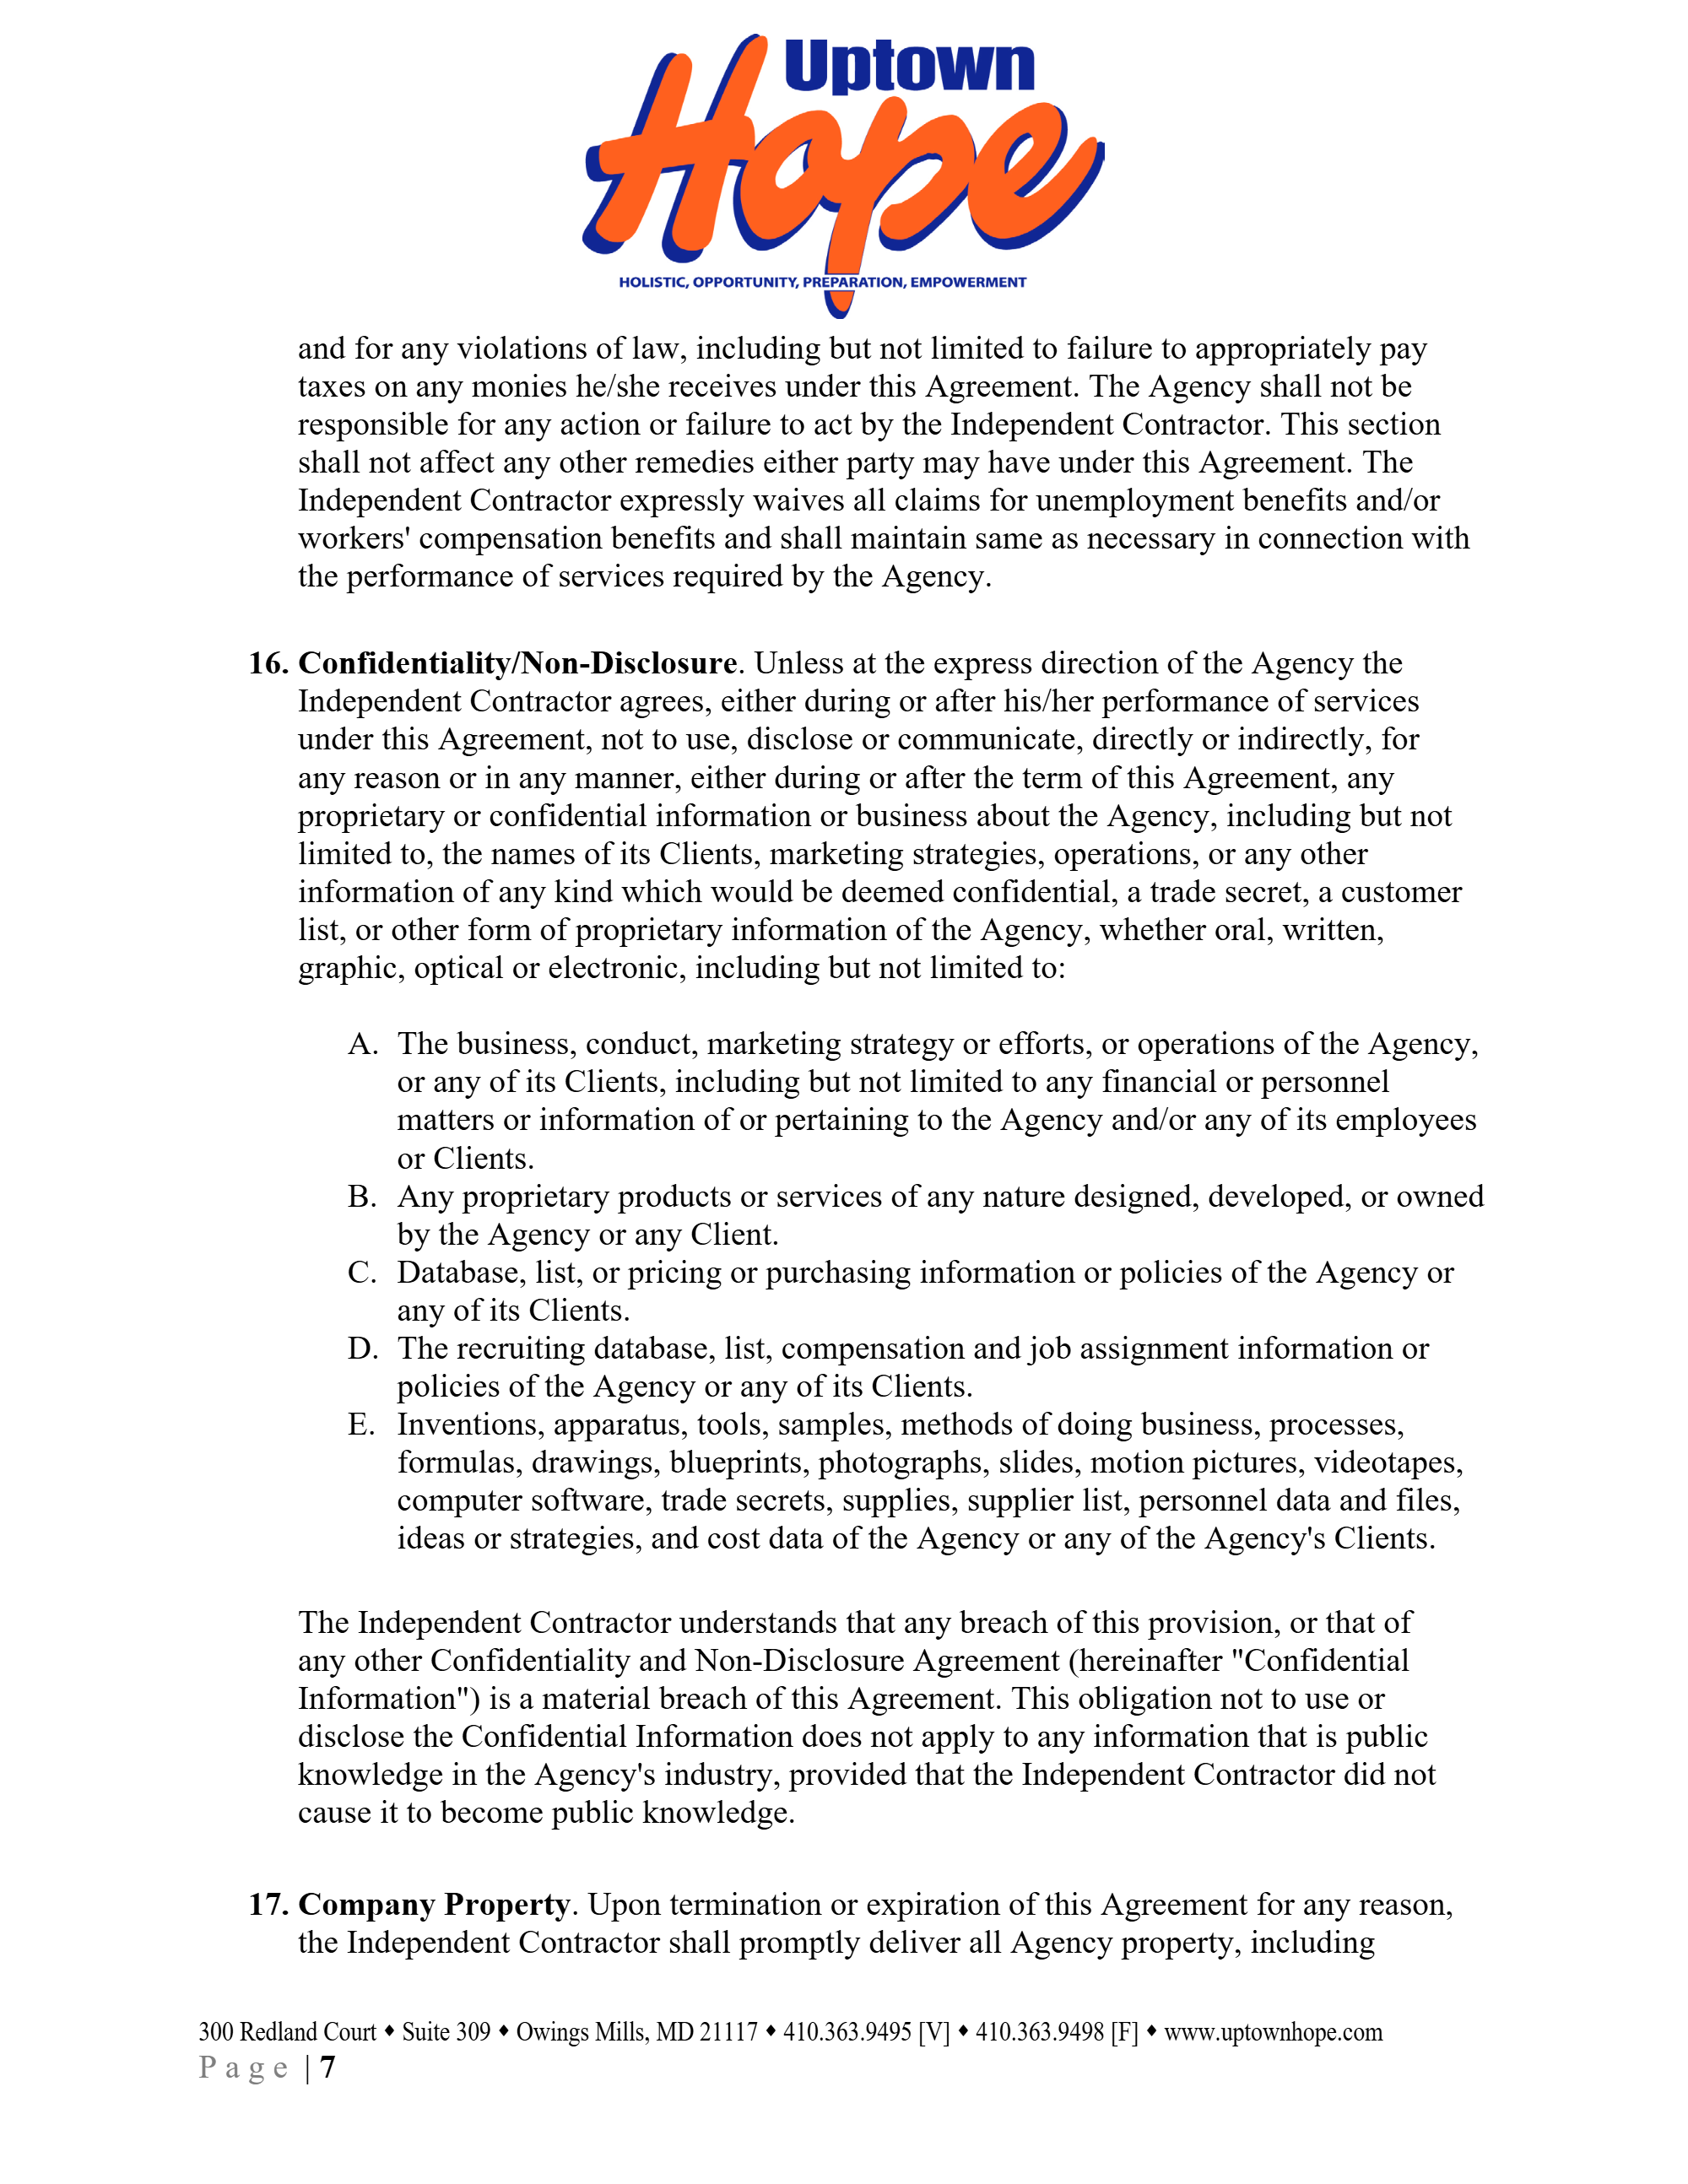 Uptown
Hope
HOLISTIC, OPPORTUNITY, PREPARATION, EMPOWERMENT
and for any violations of law, including but not limited to failure to appropriately pay
taxes on any monies he/she receives under this Agreement. The Agency shall not be
responsible for any action or failure to act by the Independent Contractor. This section
shall not affect any other remedies either party may have under this Agreement. The
Independent Contractor expressly waives all claims for unemployment benefits and/or
workers' compensation benefits and shall maintain same as necessary in connection with
the performance of services required by the Agency.
16. Confidentiality/Non-Disclosure. Unless at the express direction of the Agency the
Independent Contractor agrees, either during or after his/her performance of services
under this Agreement, not to use, disclose or communicate, directly or indirectly, for
any reason or in any manner, either during or after the term of this Agreement, any
proprietary or confidential information or business about the Agency, including but not
limited to, the names of its Clients, marketing strategies, operations, or any other
information of any kind which would be deemed confidential, a trade secret, a customer
list, or other form of proprietary information of the Agency, whether oral, written,
graphic, optical or electronic, including but not limited to:
A. The business, conduct, marketing strategy or efforts, or operations of the Agency,
or any of its Clients, including but not limited to any financial or personnel
matters or information of or pertaining to the Agency and/or any of its employees
or Clients.
B. Any proprietary products or services of any nature designed, developed, or owned
by the Agency or any Client.
C. Database, list, or pricing or purchasing information or policies of the Agency or
any of its Clients.
D. The recruiting database, list, compensation and job assignment information or
policies of the Agency or any of its Clients.
E. Inventions, apparatus, tools, samples, methods of doing business, processes,
formulas, drawings, blueprints, photographs, slides, motion pictures, videotapes,
computer software, trade secrets, supplies, supplier list, personnel data and files,
ideas or strategies, and cost data of the Agency or any of the Agency's Clients.
The Independent Contractor understands that any breach of this provision, or that of
any other Confidentiality and Non-Disclosure Agreement (hereinafter "Confidential
Information") is a material breach of this Agreement. This obligation not to use or
disclose the Confidential Information does not apply to any information that is public
knowledge in the Agency's industry, provided that the Independent Contractor did not
cause it to become public knowledge.
17. Company Property. Upon termination or expiration of this Agreement for any reason,
the Independent Contractor shall promptly deliver all Agency property, including
300 Redland Court ♦ Suite 309 ♦ Owings Mills, MD 21117 ♦ 410.363.9495 [V] ♦ 410.363.9498 [F] ♦ www.uptownhope.com
Page | 7